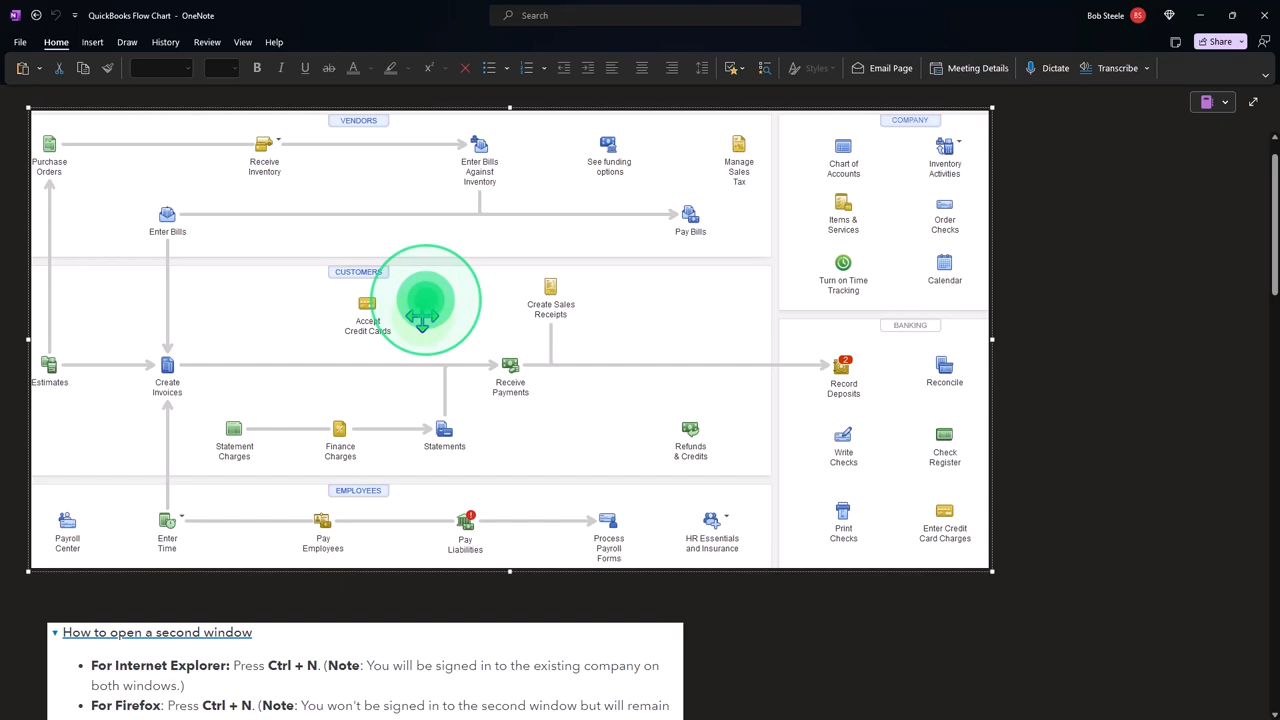 QuickBooks Flow Chart - OneNote
Search
Bob Steele
BS
File
Home
Insert
Draw
History
Review
View
Help
Share
Styles
Email Page
Meeting Details
Dictate
Transcribe
VENDORS
Purchase
Orders
Receive
Inventory
Enter Bills
Against
Inventory
See funding
options
Manage
Sales
Tax
Enter Bills
Pay Bills
CUSTOMERS
Accept
Credit Cards
Create Sales
Receipts
Estimates
Create
Invoices
Receive
Payments
Statement
Charges
Finance
Charges
Statements
Refunds
& Credits
EMPLOYEES
Payroll
Center
Enter
Time
Pay
Employees
Pay
Liabilities
Process
Payroll
Forms
HR Essentials
and Insurance
COMPANY
Chart of
Accounts
Inventory
Activities
Items &
Services
Order
Checks
Turn on Time
Tracking
Calendar
BANKING
2
Record
Deposits
Reconcile
Write
Checks
Check
Register
Print
Checks
Enter Credit
Card Charges
How to open a second window
For Internet Explorer: Press Ctrl + N. (Note: You will be signed in to the existing company on
both windows.)
For Firefox: Press Ctrl + N. (Note: You won't be signed in to the second window but will remain